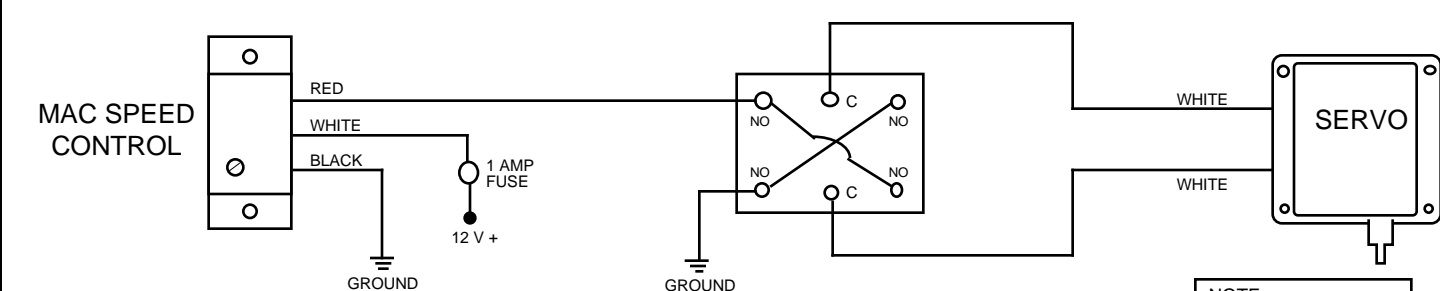 MAC SPEED
CONTROL
RED
WHITE
BLACK
1 AMP
FUSE
12 V +
GROUND
NO
C
NO
NO
C
NO
GROUND
WHITE
WHITE
SERVO
NOTE